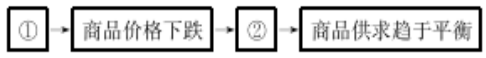 ① → 商品价格下跌 → ② → 商品供求趋于平衡